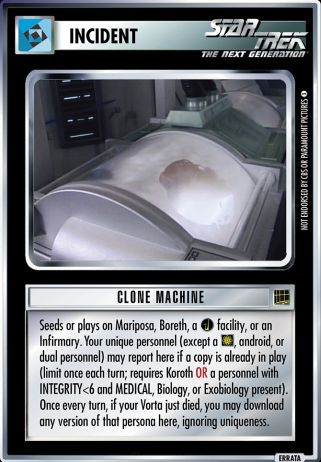 INCIDENT
STAR TREK
THE NEXT GENERATION
NOT ENDORSED BY CBS OR PARAMOUNT PICTURES
CLONE MACHINE
Seeds or plays on Mariposa, Boreth, a facility, or an
Infirmary. Your unique personnel (except a , android, or
dual personnel) may report here if a copy is already in play
(limit once each turn; requires Koroth OR a personnel with
INTEGRITY<6 and MEDICAL, Biology, or Exobiology present).
Once every turn, if your Vorta just died, you may download
any version of that persona here, ignoring uniqueness.
ERRATA